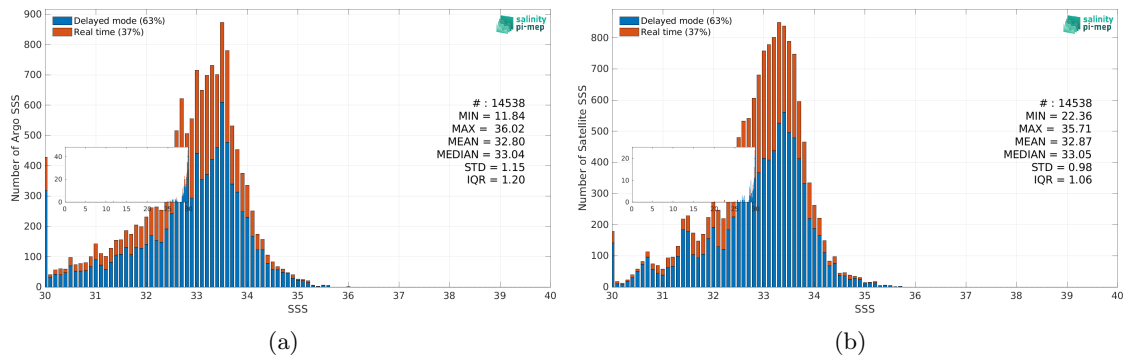 Delayed mode (63%)
Real time (37%)
salinity
pi-mep
900
800
700
600
500
400
300
200
100
0
Number of Argo SSS
# : 14538
MIN = 11.84
MAX = 36.02
MEAN = 32.80
MEDIAN = 33.04
STD = 1.15
IQR = 1.20
40
20
0
0 5 10 15 20 25 30
30 31 32 33 34 35 36 37 38 39 40
SSS
(a)
Delayed mode (63%)
Real time (37%)
salinity
pi-mep
800
700
600
500
400
300
200
100
0
Number of Satellite SSS
# : 14538
MIN = 22.36
MAX = 35.71
MEAN = 32.87
MEDIAN = 33.05
STD = 0.98
IQR = 1.06
20
10
0
0 5 10 15 20 25 30
30 31 32 33 34 35 36 37 38 39 40
SSS
(b)